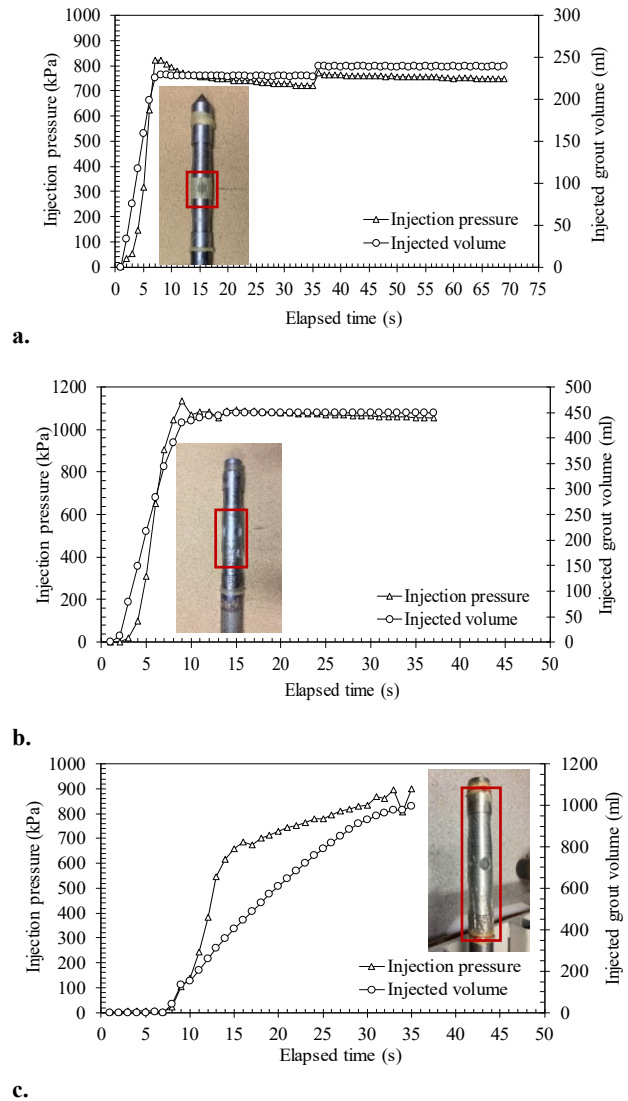 1000
900
800
700
600
500
400
300
200
100
0
Injection pressure (kPa)
300
250
200
150
100
50
0
Injected grout volume (ml)
Injection pressure
Injected volume
0 5 10 15 20 25 30 35 40 45 50 55 60 65 70 75
Elapsed time (s)
a.
1200
1000
800
600
400
200
0
Injection pressure (kPa)
500
450
400
350
300
250
200
150
100
50
0
Injected grout volume (ml)
Injection pressure
Injected volume
0 5 10 15 20 25 30 35 40 45 50
Elapsed time (s)
b.
1000
900
800
700
600
500
400
300
200
100
0
Injection pressure (kPa)
1200
1000
800
600
400
200
0
Injected grout volume (ml)
Injection pressure
Injected volume
0 5 10 15 20 25 30 35 40 45 50
Elapsed time (s)
c.